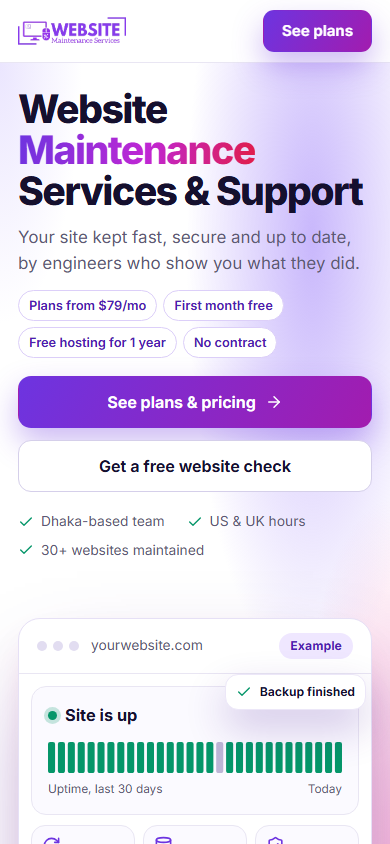 WEBSITE
Maintenance Services
See plans
Website
Maintenance
Services & Support
Your site kept fast, secure and up to date,
by engineers who show you what they did.
Plans from $79/mo
First month free
Free hosting for 1 year
No contract
See plans & pricing
Get a free website check
Dhaka-based team
US & UK hours
30+ websites maintained
yourwebsite.com
Example
Backup finished
Site is up
Uptime, last 30 days
Today